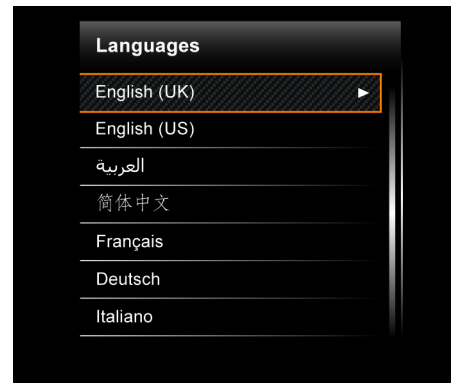 Languages
English (UK)
English (US)
العربية
简体中文
Français
Deutsch
Italiano